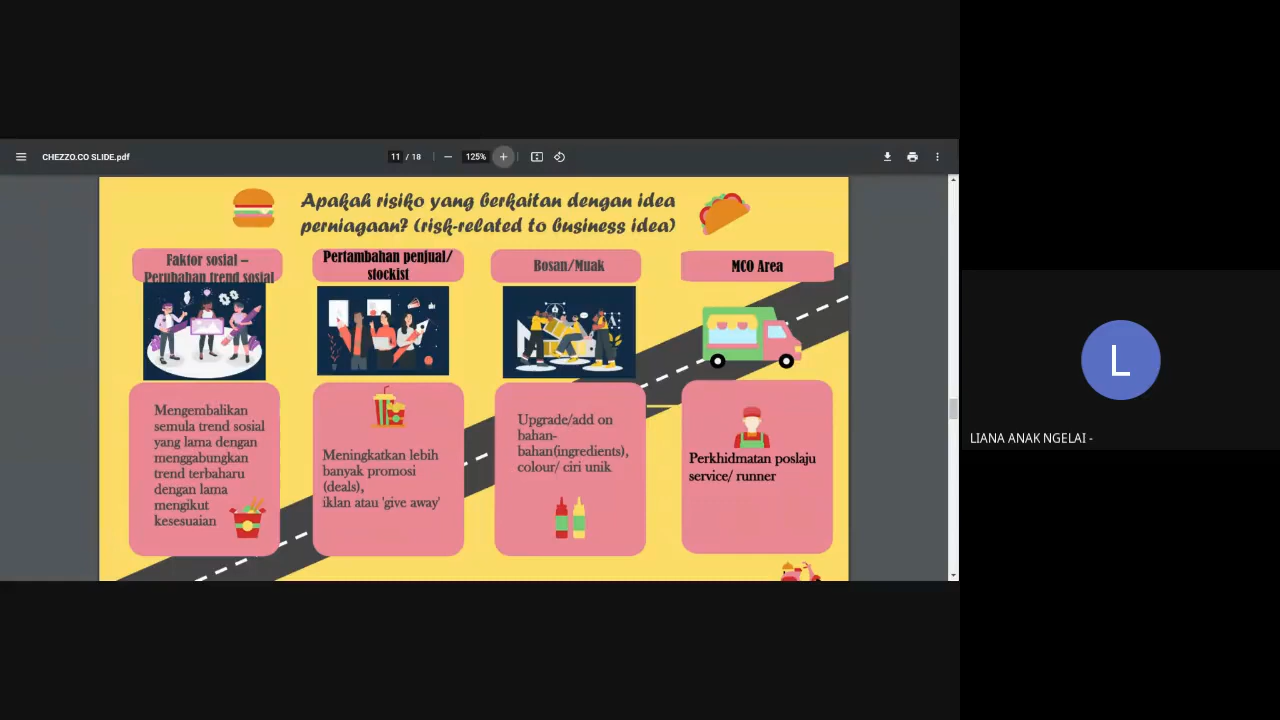 CHEZZO.CO SLIDE.pdf
11 / 18
125%
Apakah risiko yang berkaitan dengan idea
perniagaan? (risk-related to business idea)
Faktor sosial –
Perubahan trend sosial
Mengembalikan
semula trend sosial
yang lama dengan
menggabungkan
trend terbaharu
dengan lama
mengikut
kesesuaian
Pertambahan penjual/
stockist
Meningkatkan lebih
banyak promosi
(deals),
iklan atau 'give away'
Bosan/Muak
Upgrade/add on
bahan-
bahan(ingredients),
colour/ ciri unik
MCO Area
Perkhidmatan poslaju
service/ runner
L
LIANA ANAK NGELAI -